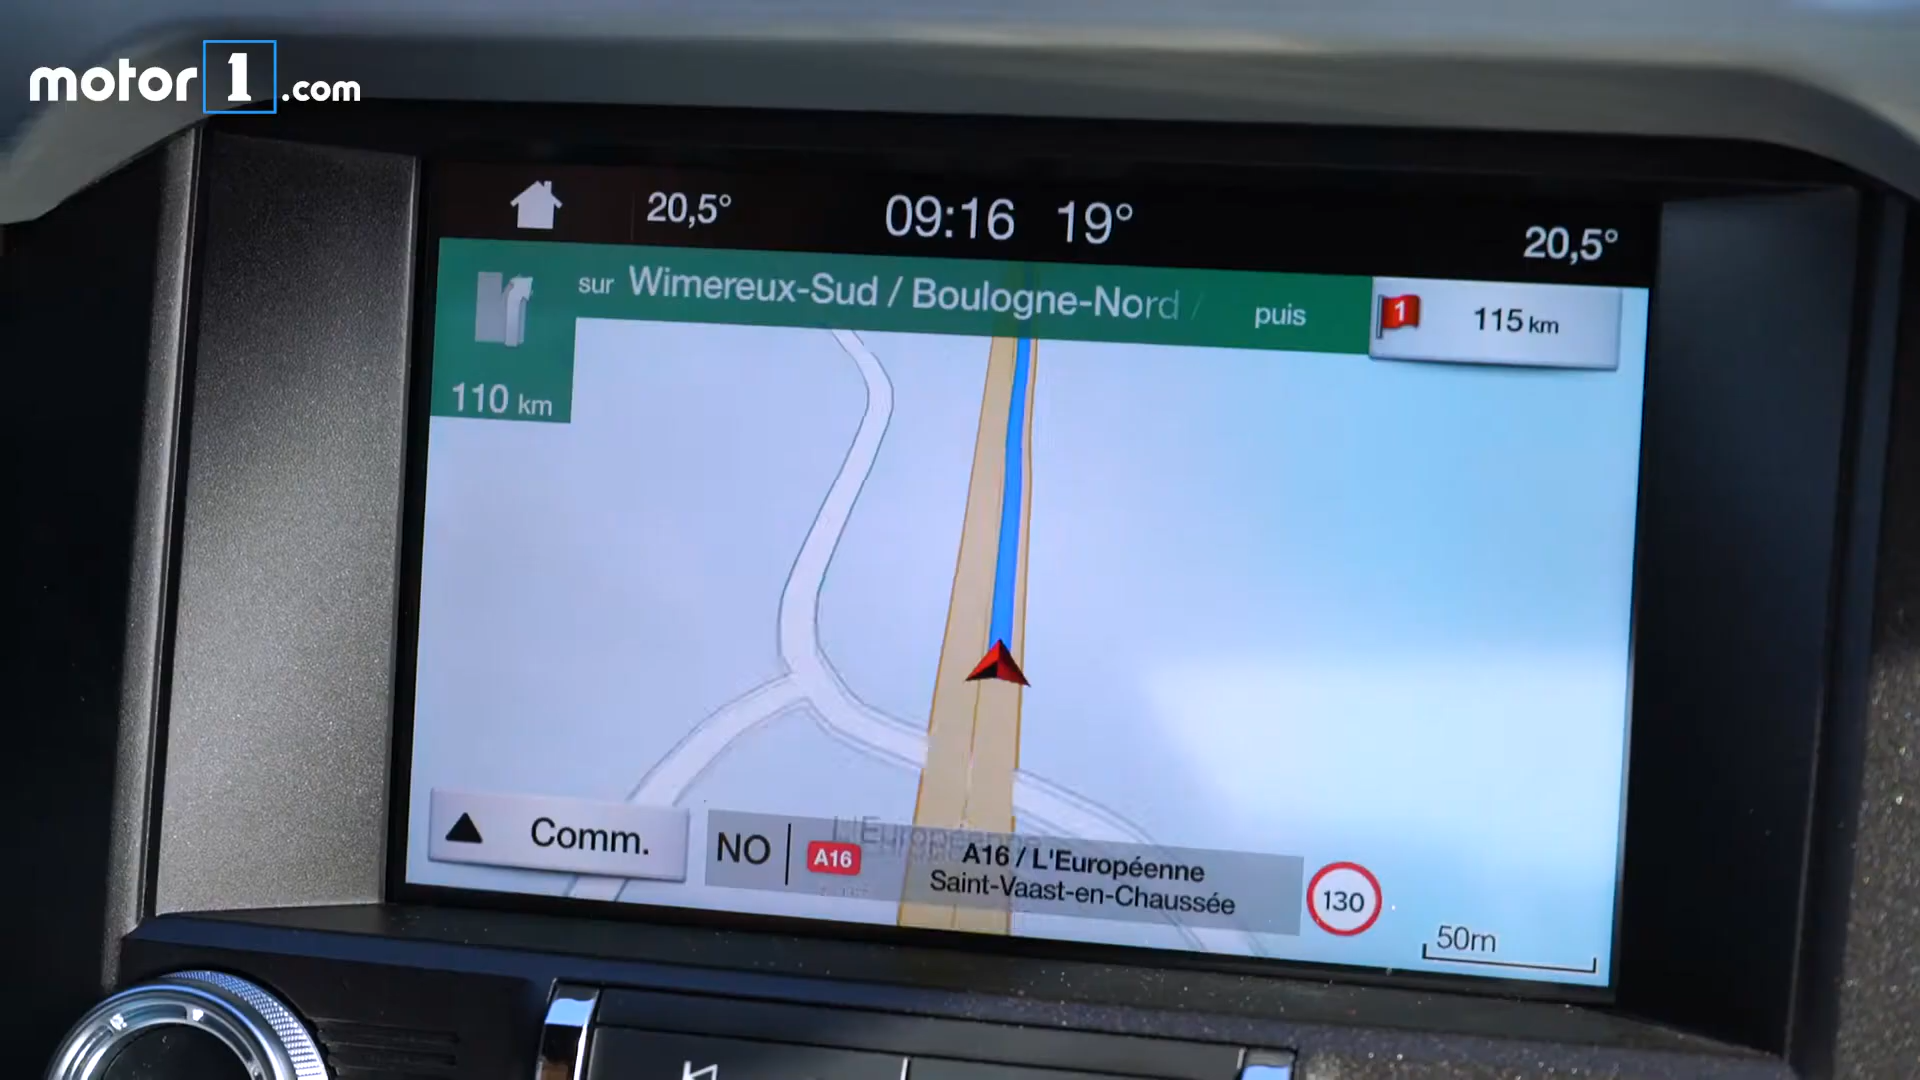 motor1.com
20,5° 09:16 19° 20,5°
sur Wimereux-Sud / Boulogne-Nord / puis
1 115 km
110 km
Comm.
NO A16 A16 / L'Européenne
Saint-Vaast-en-Chaussée
L'Européenne
130
50m